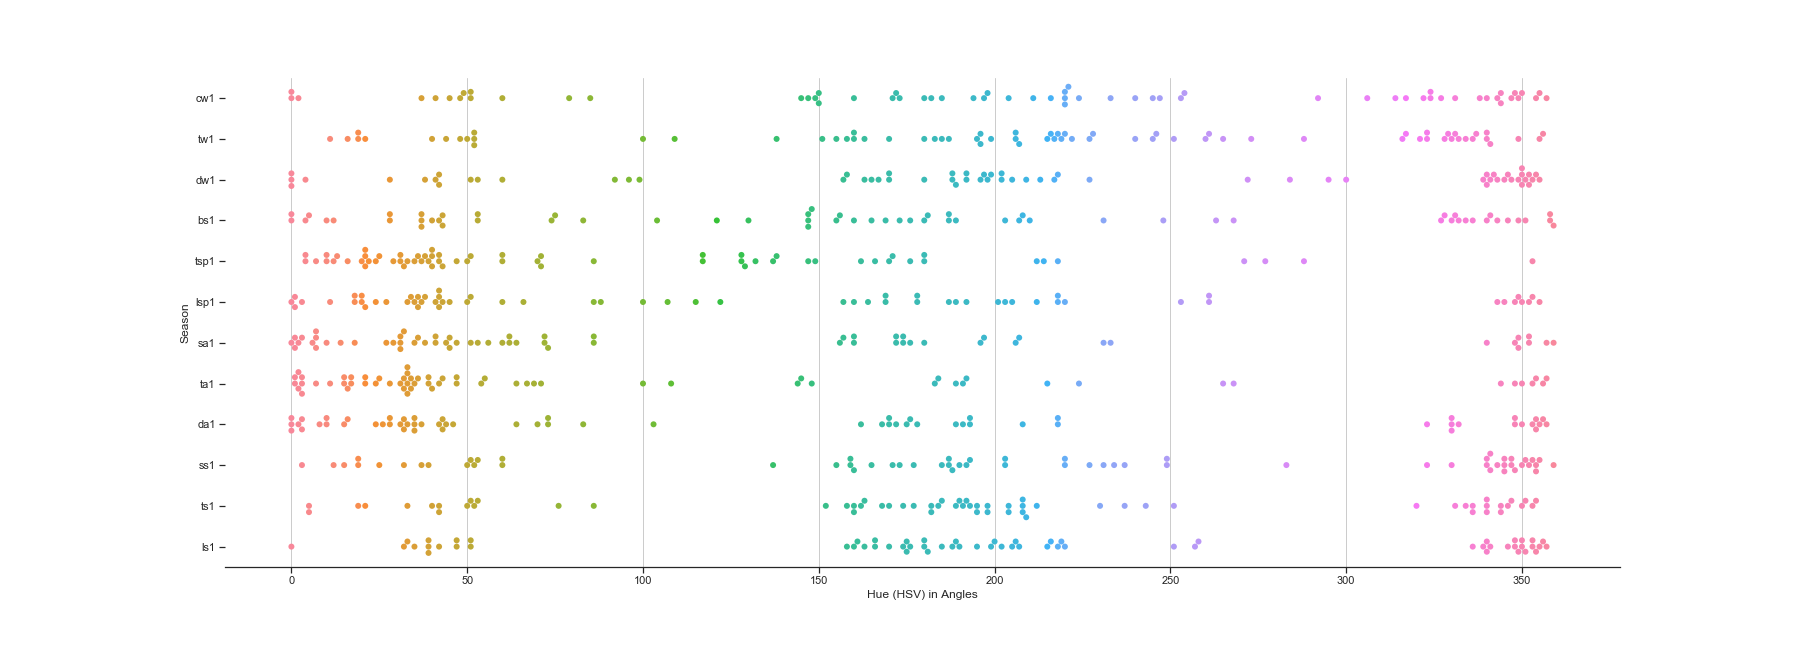 cw1
tw1
dw1
bs1
tsp1
lsp1
sa1
ta1
da1
ss1
ts1
ls1
Season
0 50 100 150 200 250 300 350
Hue (HSV) in Angles